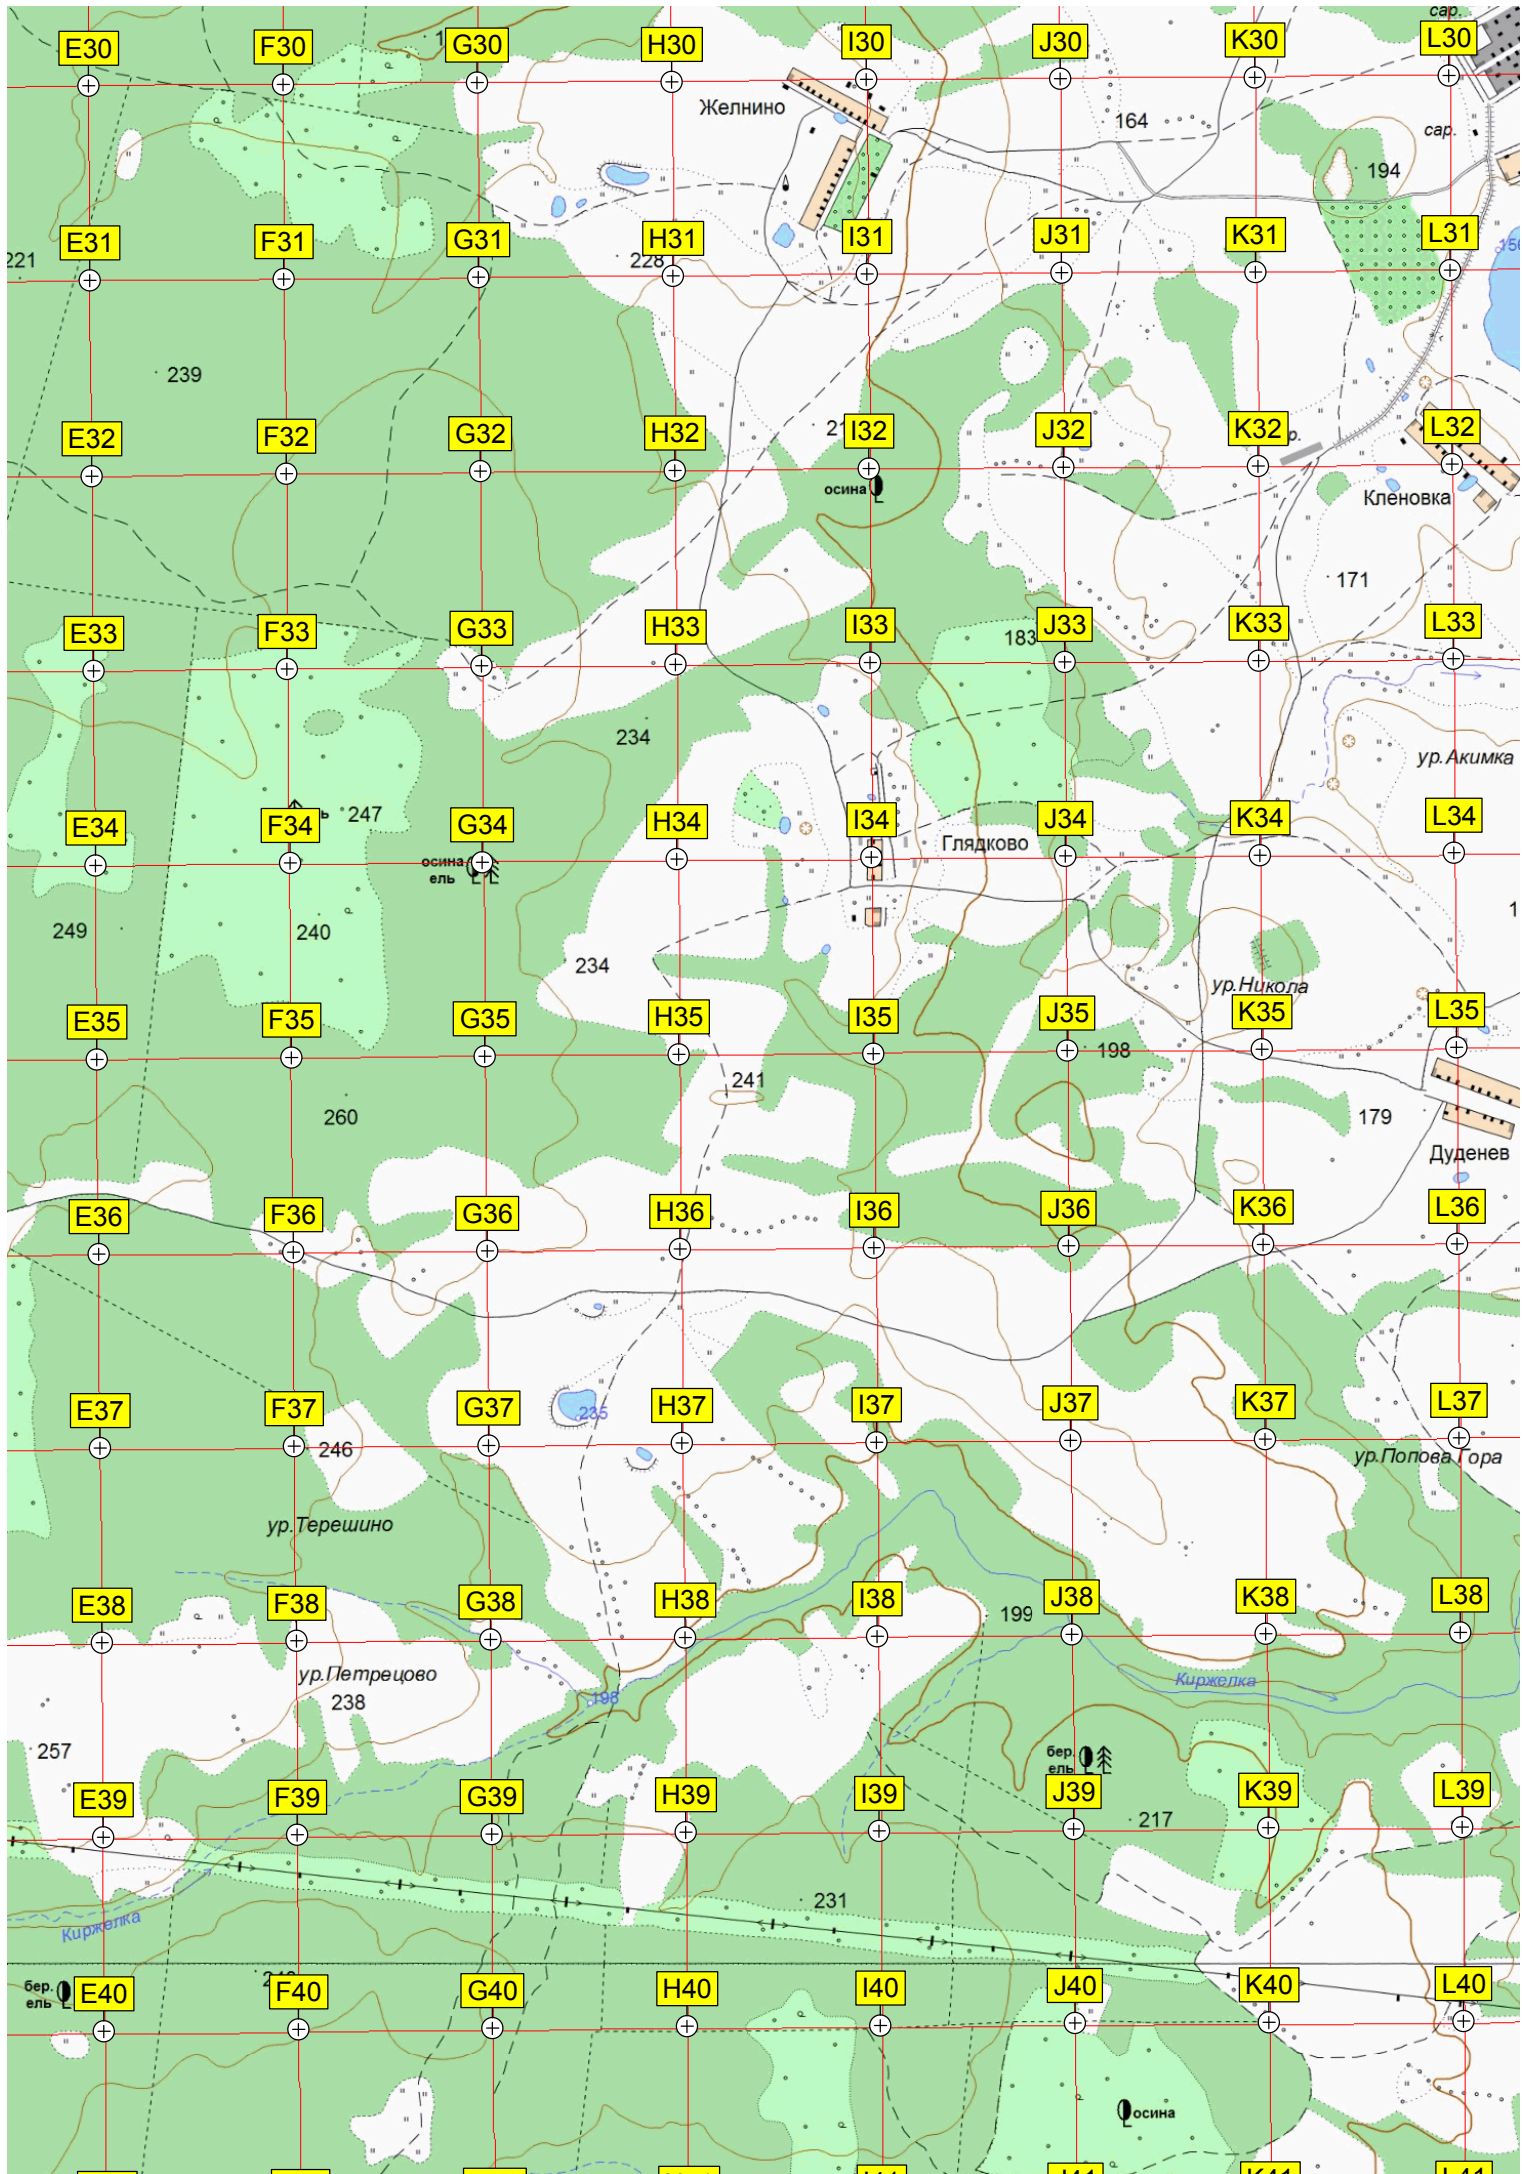 сар.
E30 F30 G30 H30 I30 J30 K30 L30
Желнино
164
сар.
194
E31 F31 G31 H31 I31 J31 K31 L31
221
228
239
E32 F32 G32 H32 I32 J32 K32 L32
осина
Кленовка
171
E33 F33 G33 H33 I33 183 J33 K33 L33
234
ур.Акимка
247
E34 F34 G34 H34 I34 J34 K34 L34
Глядково
осина
ель
249
240
234
ур.Никола
E35 F35 G35 H35 I35 J35 K35 L35
198
241
260
179
Дуденев
E36 F36 G36 H36 I36 J36 K36 L36
E37 F37 G37 H37 I37 J37 K37 L37
235
246
ур.Попова Гора
ур.Терешино
E38 F38 G38 H38 I38 199 J38 K38 L38
ур.Петрецово
Киржелка
238
198
257
бер.
ель
E39 F39 G39 H39 I39 J39 K39 L39
217
231
Киржелка
бер.
ель
E40 F40 G40 H40 I40 J40 K40 L40
осина